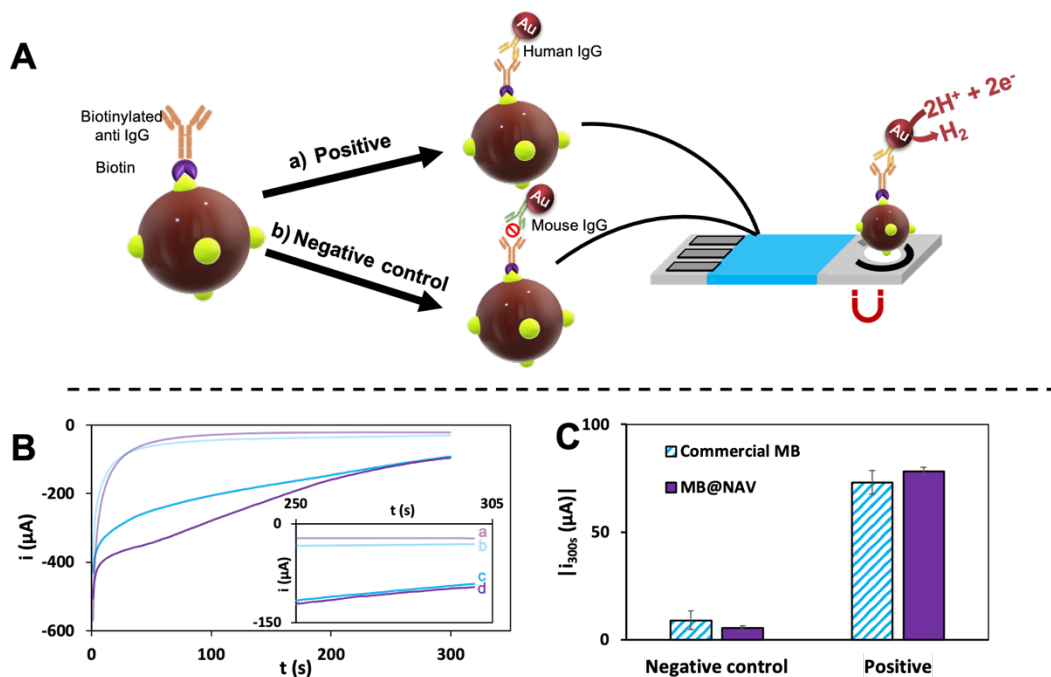 A
Au
Human IgG
Biotinylated
anti IgG
Biotin
a) Positive
b) Negative control
Au
Mouse IgG
Au
2H+ + 2e-
H2
B
0
-200
-400
-600
i (µA)
0
100
200
300
t (s)
250
305
t (s)
0
-150
i (µA)
a
b
c
d
C
100
50
0
|i300s (µA)|
Commercial MB
MB@NAV
Negative control
Positive